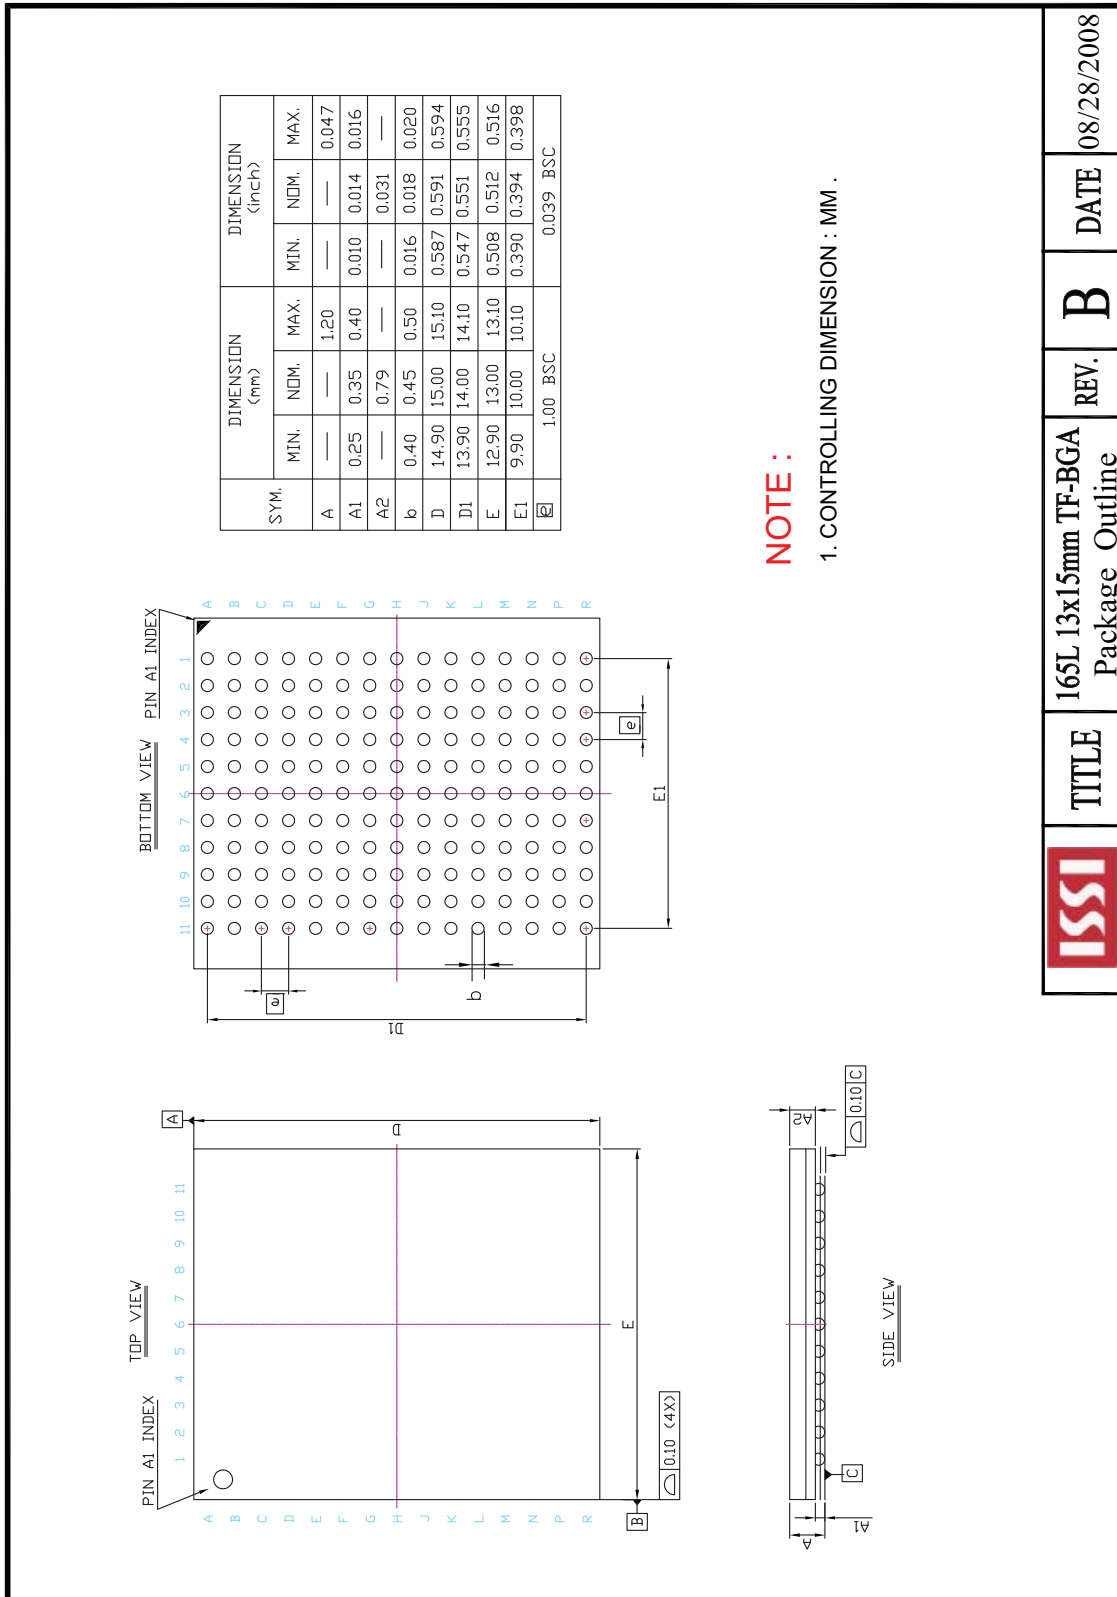 TOP VIEW
PIN A1 INDEX
1 2 3 4 5 6 7 8 9 10 11
A
B
C
D
E
F
G
H
J
K
L
M
N
P
R
A
D
E
B
0.10 (4X)
BOTTOM VIEW
PIN A1 INDEX
11 10 9 8 7 6 5 4 3 2 1
A
B
C
D
E
F
G
H
J
K
L
M
N
P
R
e
D1
b
e
E1
SYM. DIMENSION (mm) DIMENSION (inch)
MIN. NOM. MAX. MIN. NOM. MAX.
A — — 1.20 — — 0.047
A1 0.25 0.35 0.40 0.010 0.014 0.016
A2 — 0.79 — — 0.031 —
b 0.40 0.45 0.50 0.016 0.018 0.020
D 14.90 15.00 15.10 0.587 0.591 0.594
D1 13.90 14.00 14.10 0.547 0.551 0.555
E 12.90 13.00 13.10 0.508 0.512 0.516
E1 9.90 10.00 10.10 0.390 0.394 0.398
e 1.00 BSC 0.039 BSC
A
A1
A2
C
0.10 C
SIDE VIEW
NOTE :
1. CONTROLLING DIMENSION : MM .
ISSI
TITLE
165L 13x15mm TF-BGA
Package Outline
REV.
B
DATE
08/28/2008